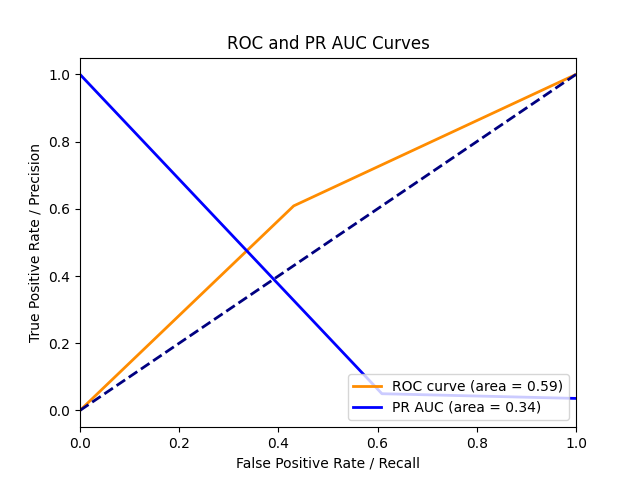 ROC and PR AUC Curves
True Positive Rate / Precision
1.0
0.8
0.6
0.4
0.2
0.0
ROC curve (area = 0.59)
PR AUC (area = 0.34)
0.0 0.2 0.4 0.6 0.8 1.0
False Positive Rate / Recall